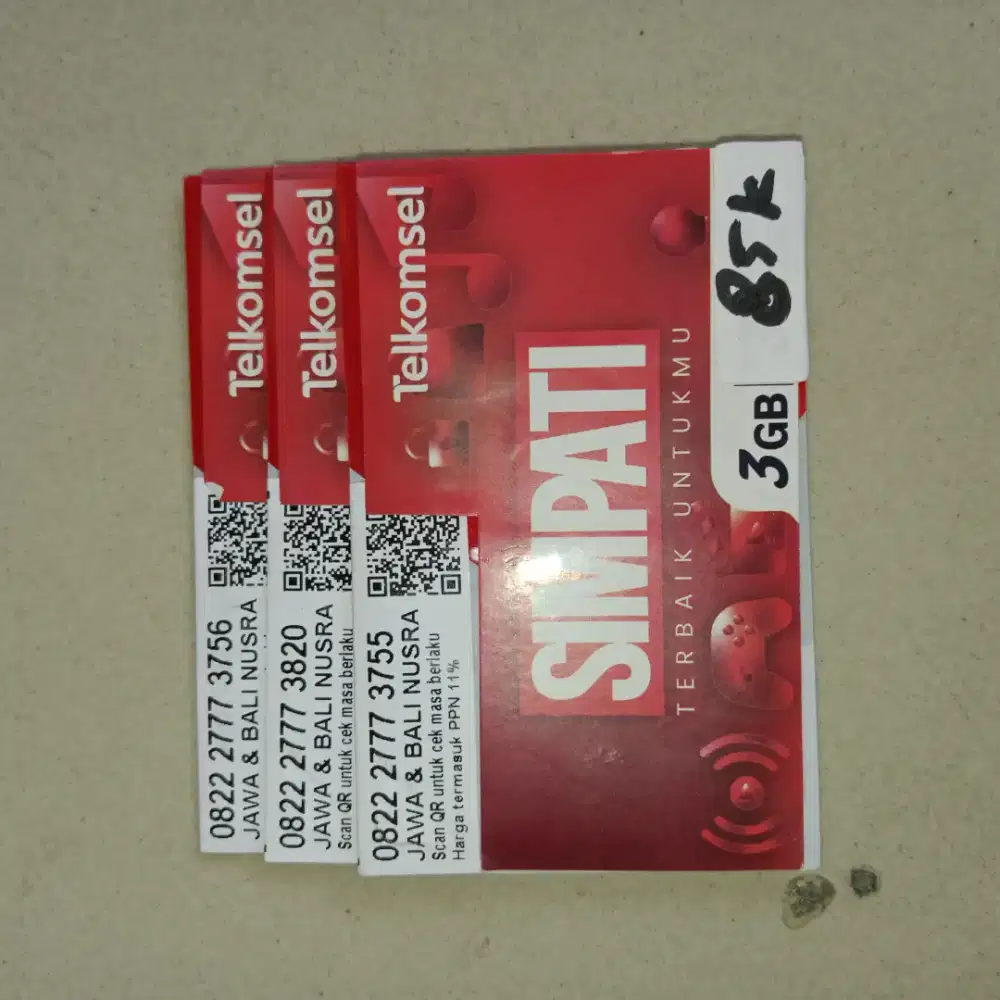 Telkomsel
0822 2777 3756
JAWA & BALI NUSRA
Telkomsel
0822 2777 3820
JAWA & BALI NUSRA
Scan QR untuk cek masa berlaku
Telkomsel
0822 2777 3755
JAWA & BALI NUSRA
Scan QR untuk cek masa berlaku
Harga termasuk PPN 11%
SIMPATI
TERBAIK UNTUKMU
3GB
85k